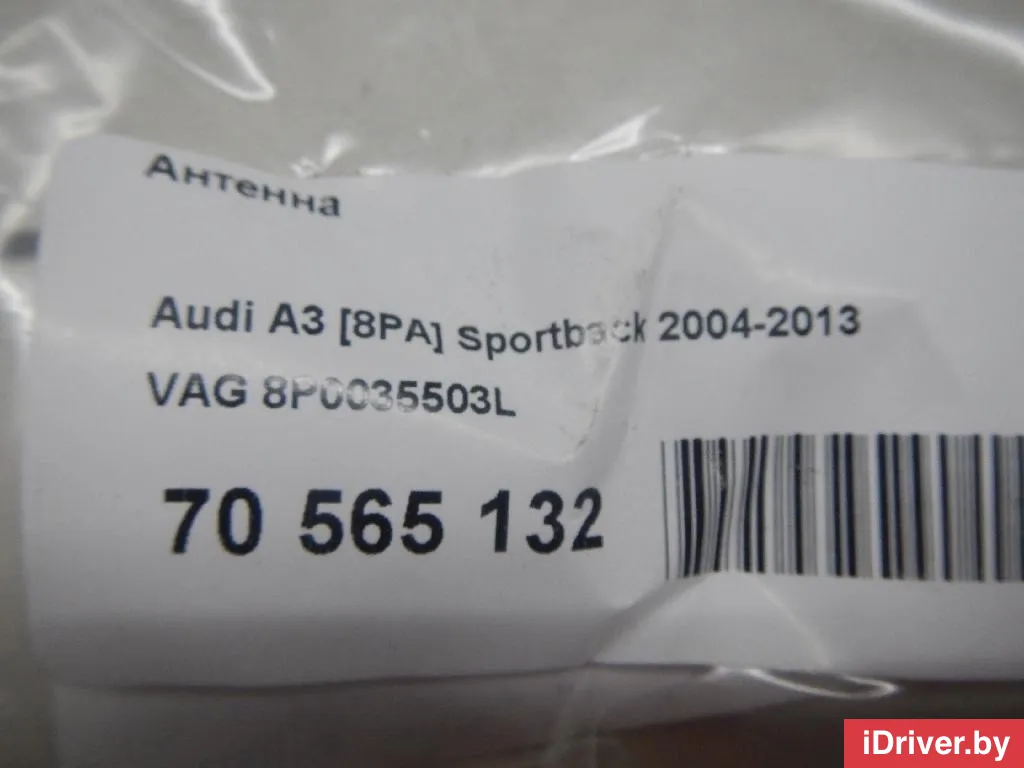 Антенна
Audi A3 [8PA] Sportback 2004-2013
VAG 8P0035503L
70 565 132
iDriver.by